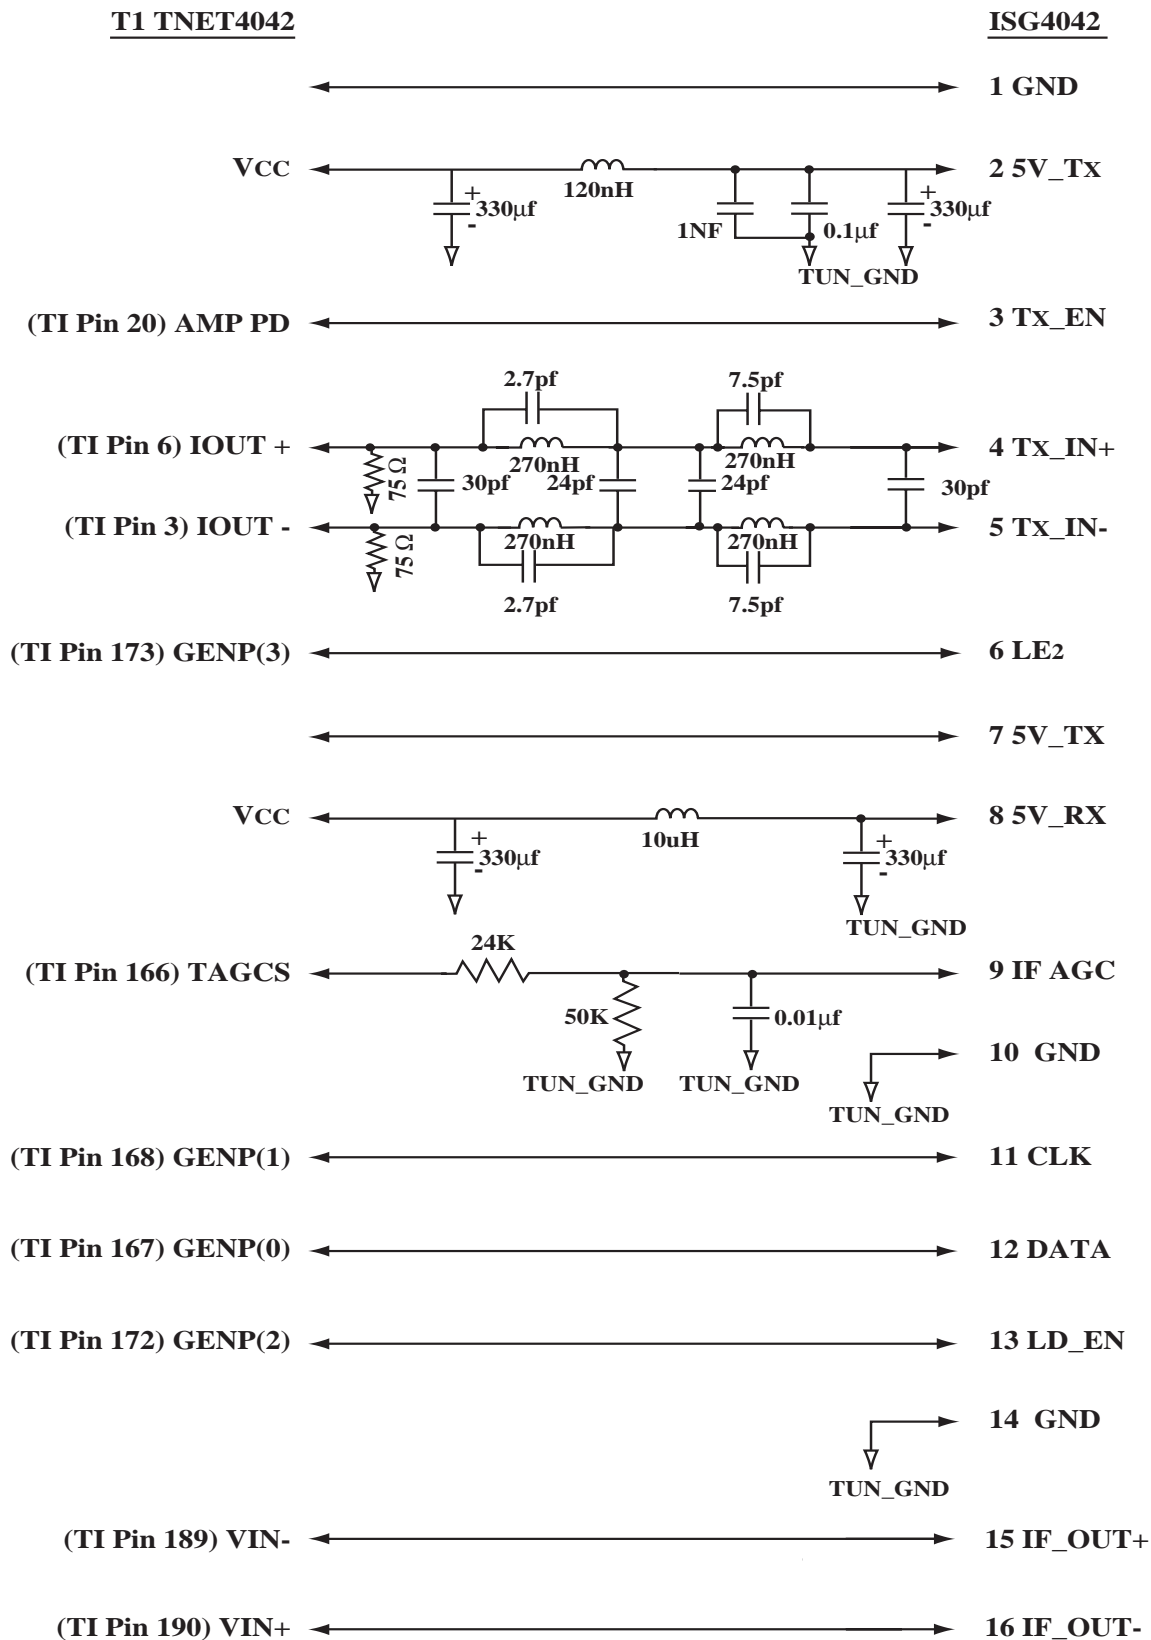 T1 TNET4042 ISG4042
1 GND
VCC 2 5V_TX
120nH
+ 330µf - 1NF 0.1µf + 330µf -
TUN_GND
(TI Pin 20) AMP PD 3 TX_EN
2.7pf 7.5pf
(TI Pin 6) IOUT + 4 TX_IN+
270nH 270nH
75 Ω 30pf 24pf 24pf 30pf
(TI Pin 3) IOUT - 5 TX_IN-
270nH 270nH
75 Ω
2.7pf 7.5pf
(TI Pin 173) GENP(3) 6 LE2
7 5V_TX
VCC 8 5V_RX
10uH
+ 330µf - + 330µf -
TUN_GND
24K
(TI Pin 166) TAGCS 9 IF AGC
50K 0.01µf
10 GND
TUN_GND TUN_GND
TUN_GND
(TI Pin 168) GENP(1) 11 CLK
(TI Pin 167) GENP(0) 12 DATA
(TI Pin 172) GENP(2) 13 LD_EN
14 GND
TUN_GND
(TI Pin 189) VIN- 15 IF_OUT+
(TI Pin 190) VIN+ 16 IF_OUT-